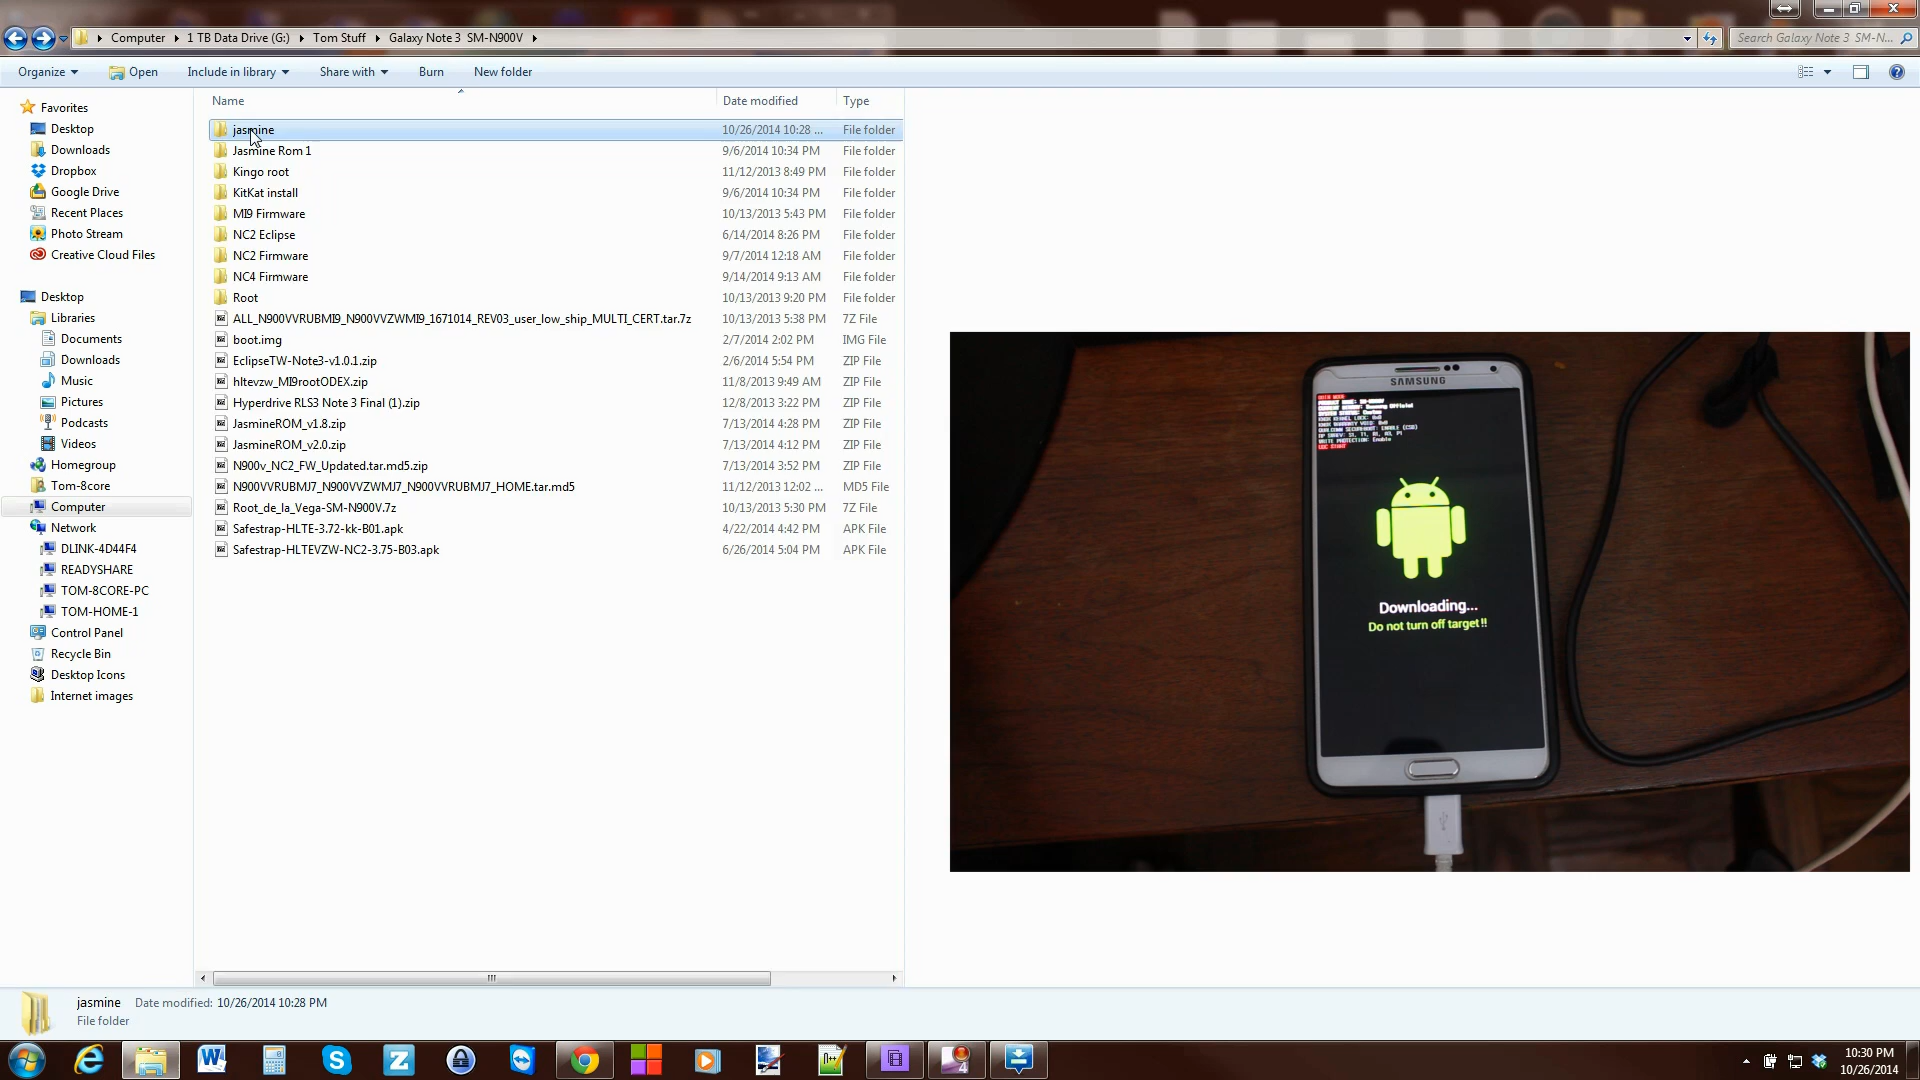 Computer
1 TB Data Drive (G:)
Tom Stuff
Galaxy Note 3 SM-N900V
Search Galaxy Note 3 SM-N...
Organize
Open
Include in library
Share with
Burn
New folder
Name
Date modified
Type
Favorites
Desktop
Downloads
Dropbox
Google Drive
Recent Places
Photo Stream
Creative Cloud Files
Desktop
Libraries
Documents
Downloads
Music
Pictures
Podcasts
Videos
Homegroup
Tom-8core
Computer
Network
DLINK-4D44F4
READYSHARE
TOM-8CORE-PC
TOM-HOME-1
Control Panel
Recycle Bin
Desktop Icons
Internet images
jasmine 10/26/2014 10:28 ... File folder
Jasmine Rom 1 9/6/2014 10:34 PM File folder
Kingo root 11/12/2013 8:49 PM File folder
KitKat install 9/6/2014 10:34 PM File folder
MI9 Firmware 10/13/2013 5:43 PM File folder
NC2 Eclipse 6/14/2014 8:26 PM File folder
NC2 Firmware 9/7/2014 12:18 AM File folder
NC4 Firmware 9/14/2014 9:13 AM File folder
Root 10/13/2013 9:20 PM File folder
ALL_N900VVRUBMI9_N900VVZWMI9_1671014_REV03_user_low_ship_MULTI_CERT.tar.7z 10/13/2013 5:38 PM 7Z File
boot.img 2/7/2014 2:02 PM IMG File
EclipseTW-Note3-v1.0.1.zip 2/6/2014 5:54 PM ZIP File
hltevzw_MI9rootODEX.zip 11/8/2013 9:49 AM ZIP File
Hyperdrive RLS3 Note 3 Final (1).zip 12/8/2013 3:22 PM ZIP File
JasmineROM_v1.8.zip 7/13/2014 4:28 PM ZIP File
JasmineROM_v2.0.zip 7/13/2014 4:12 PM ZIP File
N900v_NC2_FW_Updated.tar.md5.zip 7/13/2014 3:52 PM ZIP File
N900VVRUBMJ7_N900VVZWMJ7_N900VVRUBMJ7_HOME.tar.md5 11/12/2013 12:02 ... MD5 File
Root_de_la_Vega-SM-N900V.7z 10/13/2013 5:30 PM 7Z File
Safestrap-HLTE-3.72-kk-B01.apk 4/22/2014 4:42 PM APK File
Safestrap-HLTEVZW-NC2-3.75-B03.apk 6/26/2014 5:04 PM APK File
SAMSUNG
Downloading...
Do not turn off target!!
jasmine Date modified: 10/26/2014 10:28 PM
File folder
10:30 PM
10/26/2014